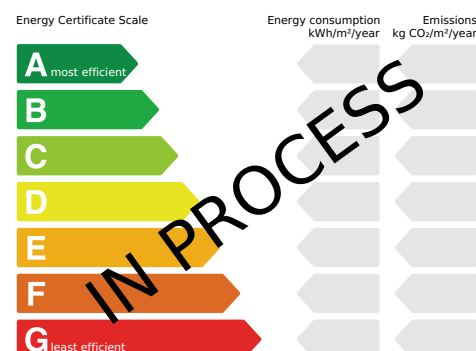 Energy Certificate Scale
Energy consumption
kWh/m²/year
Emissions
kg CO₂/m²/year
A most efficient
B
C
D
E
F
G least efficient
IN PROCESS